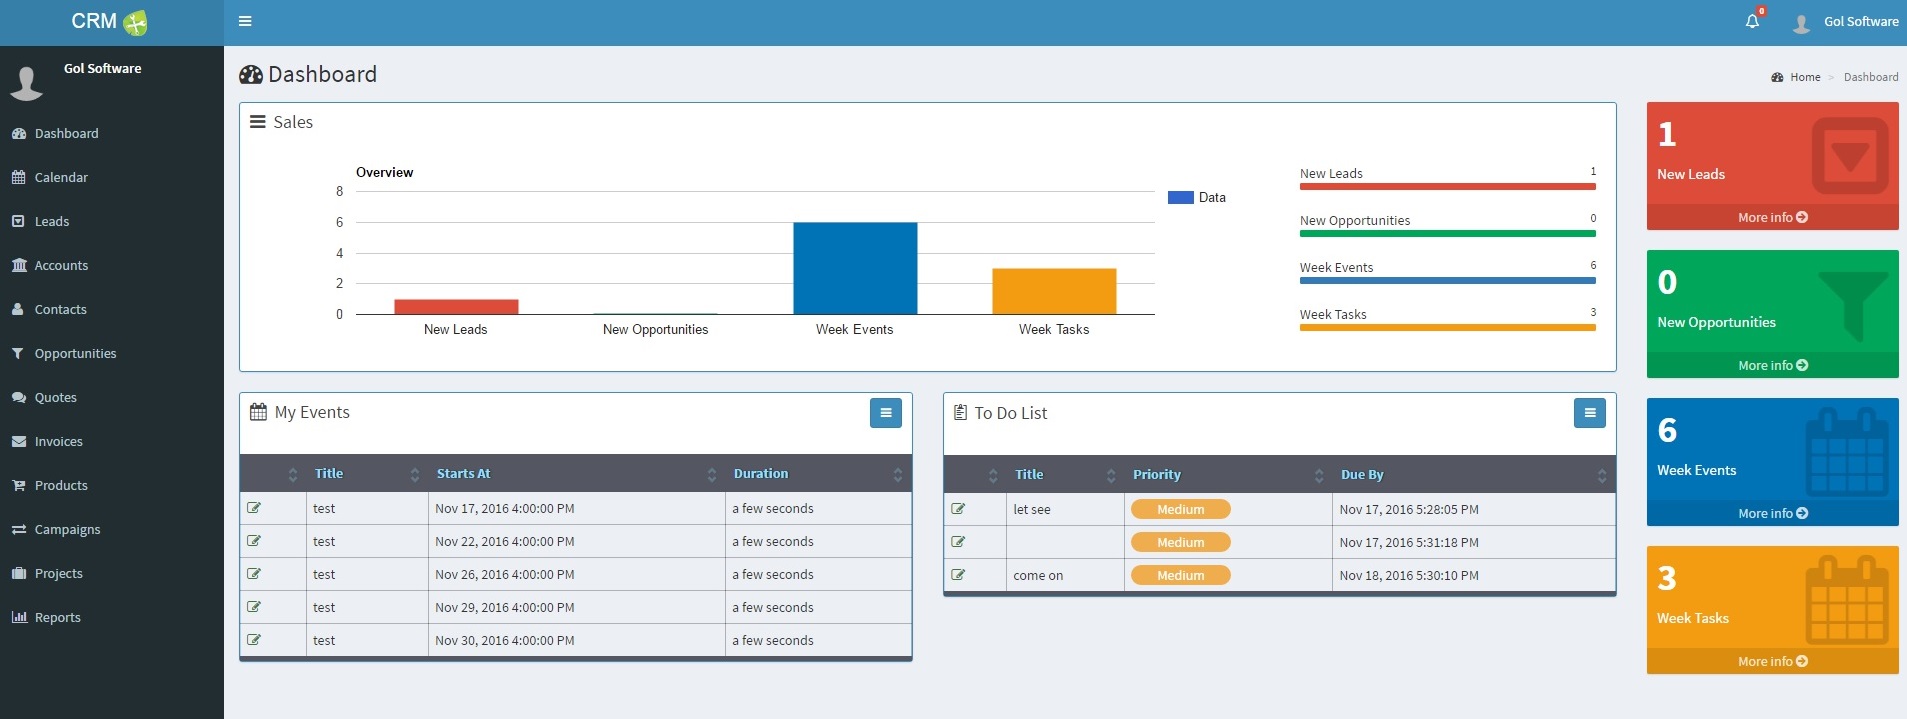 CRM
0
Gol Software
Gol Software
Dashboard
Calendar
Leads
Accounts
Contacts
Opportunities
Quotes
Invoices
Products
Campaigns
Projects
Reports
Dashboard
Home > Dashboard
Sales
Overview
8
6
4
2
0
New Leads New Opportunities Week Events Week Tasks
Data
New Leads 1
New Opportunities 0
Week Events 6
Week Tasks 3
My Events
Title Starts At Duration
test Nov 17, 2016 4:00:00 PM a few seconds
test Nov 22, 2016 4:00:00 PM a few seconds
test Nov 26, 2016 4:00:00 PM a few seconds
test Nov 29, 2016 4:00:00 PM a few seconds
test Nov 30, 2016 4:00:00 PM a few seconds
To Do List
Title Priority Due By
let see Medium Nov 17, 2016 5:28:05 PM
Medium Nov 17, 2016 5:31:18 PM
come on Medium Nov 18, 2016 5:30:10 PM
1
New Leads
More info
0
New Opportunities
More info
6
Week Events
More info
3
Week Tasks
More info